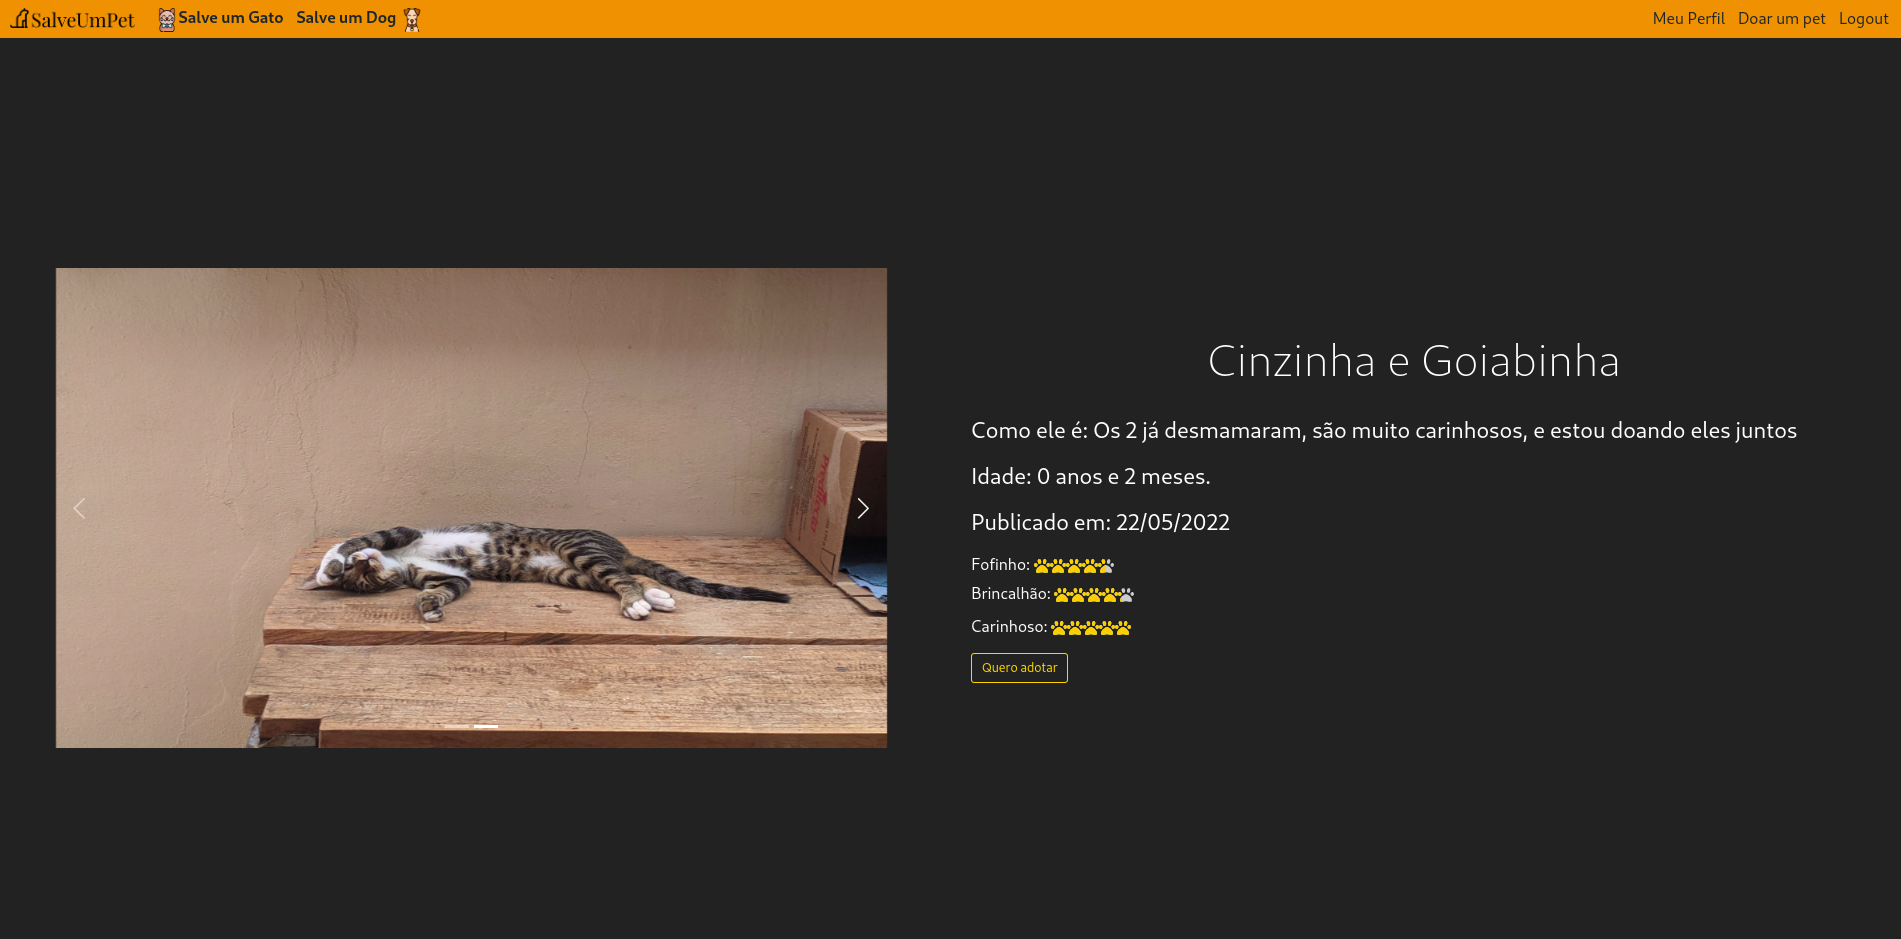 SalveUmPet Salve um Gato Salve um Dog Meu Perfil Doar um pet Logout
Cinzinha e Goiabinha
Como ele é: Os 2 já desmamaram, são muito carinhosos, e estou doando eles juntos
Idade: 0 anos e 2 meses.
Publicado em: 22/05/2022
Fofinho:
Brincalhão:
Carinhoso:
Quero adotar